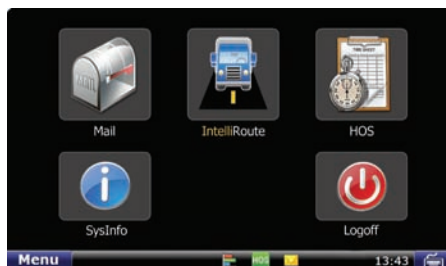 Mail
IntelliRoute
HOS
SysInfo
Logoff
Menu
HOS
13:43